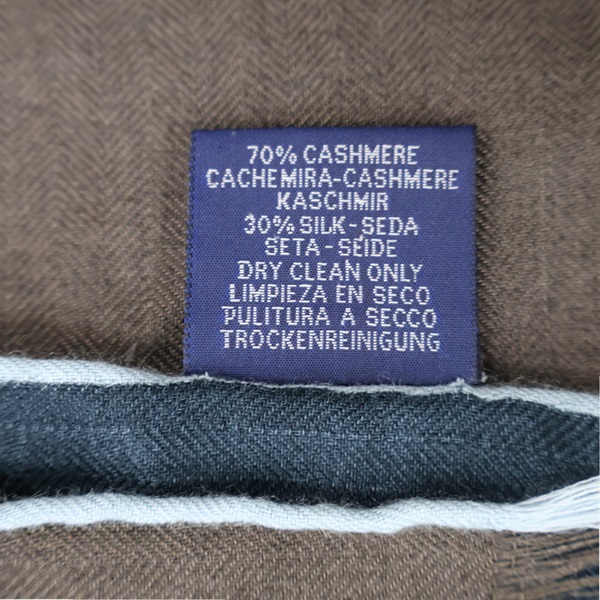 70% CASHMERE
CACHEMIRA-CASHMERE
KASCHMIR
30% SILK-SEDA
SETA-SEIDE
DRY CLEAN ONLY
LIMPIEZA EN SECO
PULITURA A SECCO
TROCKENREINIGUNG